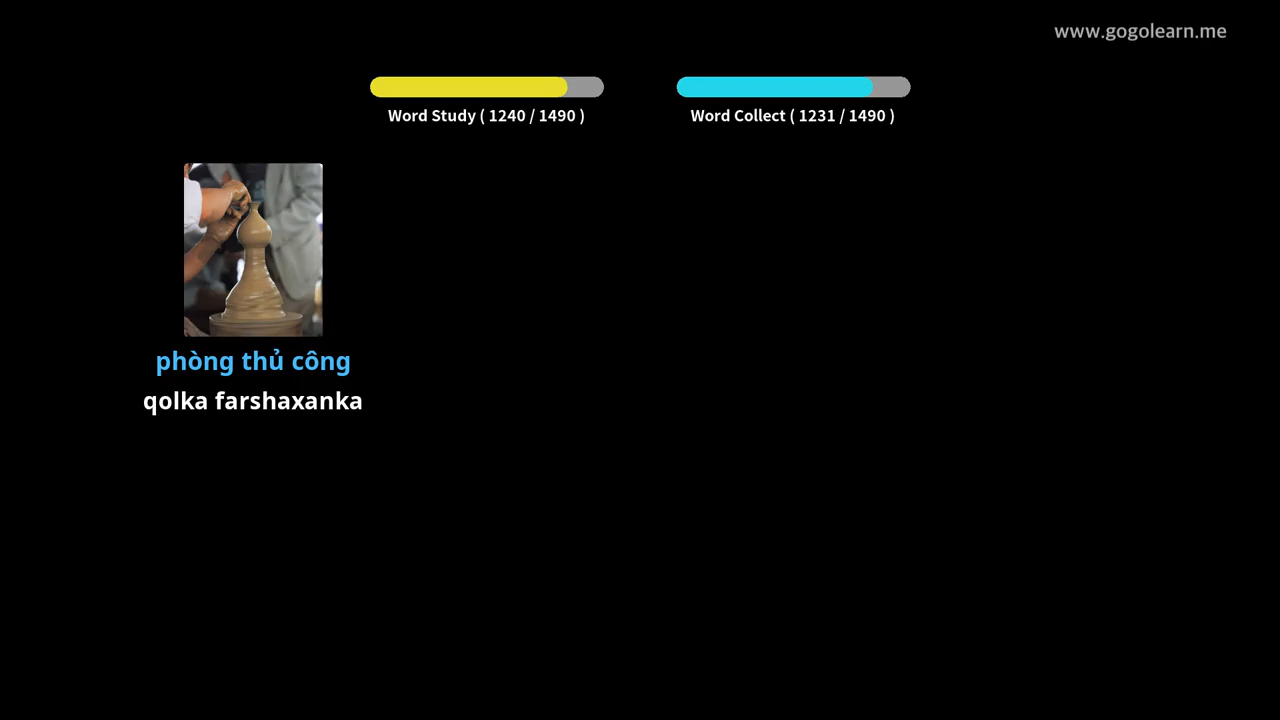 www.gogolearn.me
Word Study ( 1240 / 1490 )
Word Collect ( 1231 / 1490 )
phòng thủ công
qolka farshaxanka